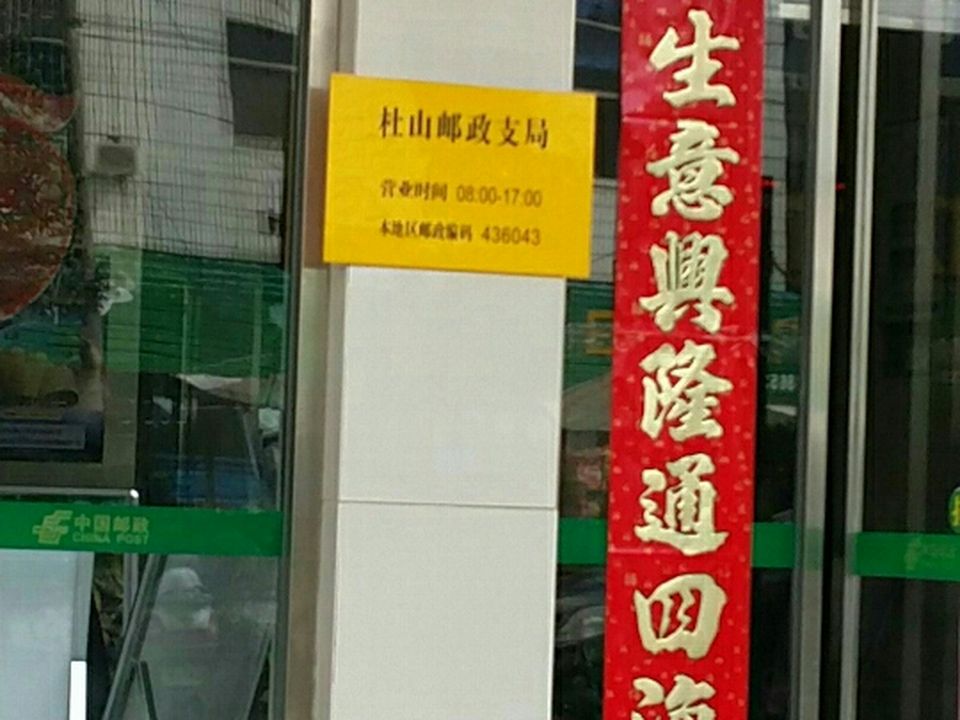 杜山邮政支局
营业时间 08:00-17:00
本地区邮政编码 436043
生意興隆通四海
中国邮政
CHINA POST